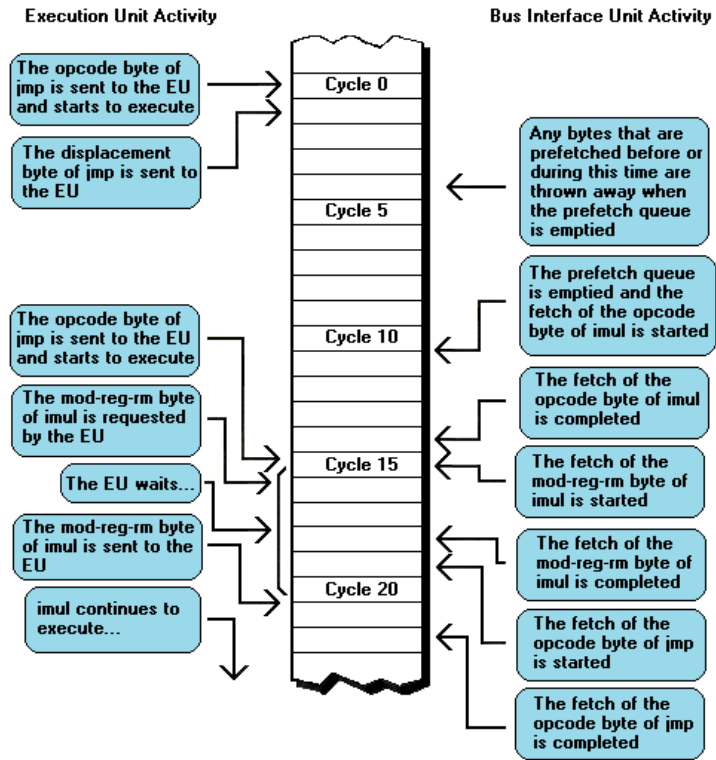 Execution Unit Activity
Bus Interface Unit Activity
The opcode byte of
jmp is sent to the EU
and starts to execute
The displacement
byte of jmp is sent to
the EU
The opcode byte of
jmp is sent to the EU
and starts to execute
The mod-reg-rm byte
of imul is requested
by the EU
The EU waits...
The mod-reg-rm byte
of imul is sent to the
EU
imul continues to
execute...
Cycle 0
Cycle 5
Cycle 10
Cycle 15
Cycle 20
Any bytes that are
prefetched before or
during this time are
thrown away when
the prefetch queue
is emptied
The prefetch queue
is emptied and the
fetch of the opcode
byte of imul is started
The fetch of the
opcode byte of imul
is completed
The fetch of the
mod-reg-rm byte of
imul is started
The fetch of the
mod-reg-rm byte of
imul is completed
The fetch of the
opcode byte of jmp
is started
The fetch of the
opcode byte of jmp
is completed